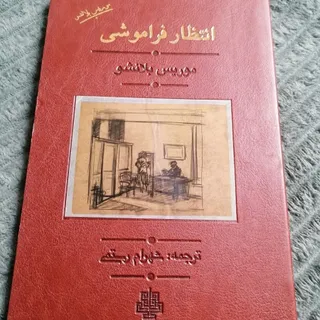 انتظار فراموشی
موریس بلانشو
ترجمه: شهرام رستمی